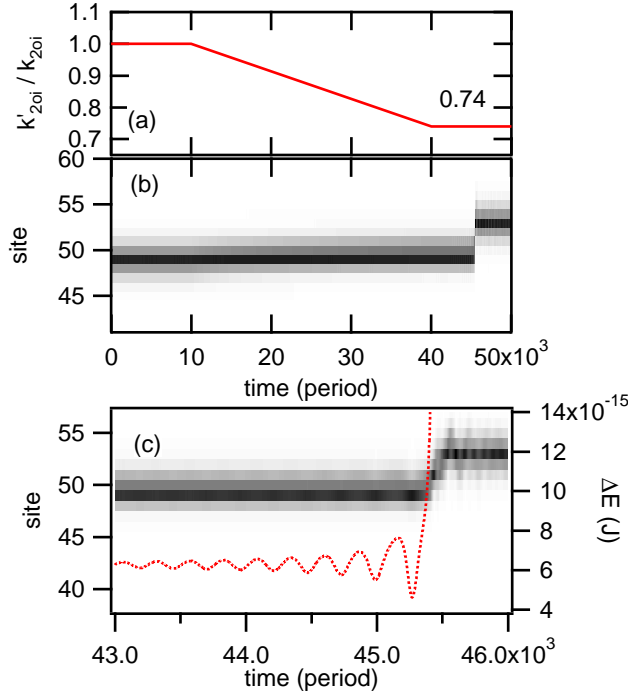 1.0
0.9
0.8
0.7
k'2oi / k2oi
0.74
(a)
60
55
50
45
site
(b)
0
10
20
30
40
50x10³
time (period)
55
50
45
40
site
(c)
14x10⁻¹⁵
12
10
8
6
4
ΔE (J)
43.0
44.0
45.0
46.0x10³
time (period)